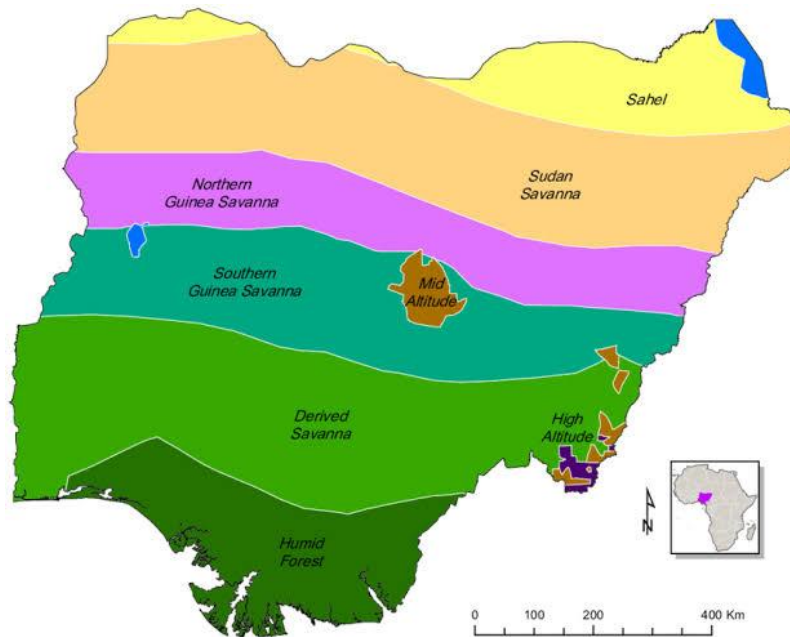 Sahel
Sudan
Savanna
Northern
Guinea Savanna
Southern
Guinea Savanna
Mid
Altitude
Derived
Savanna
High
Altitude
Humid
Forest
N
0 100 200 400 Km